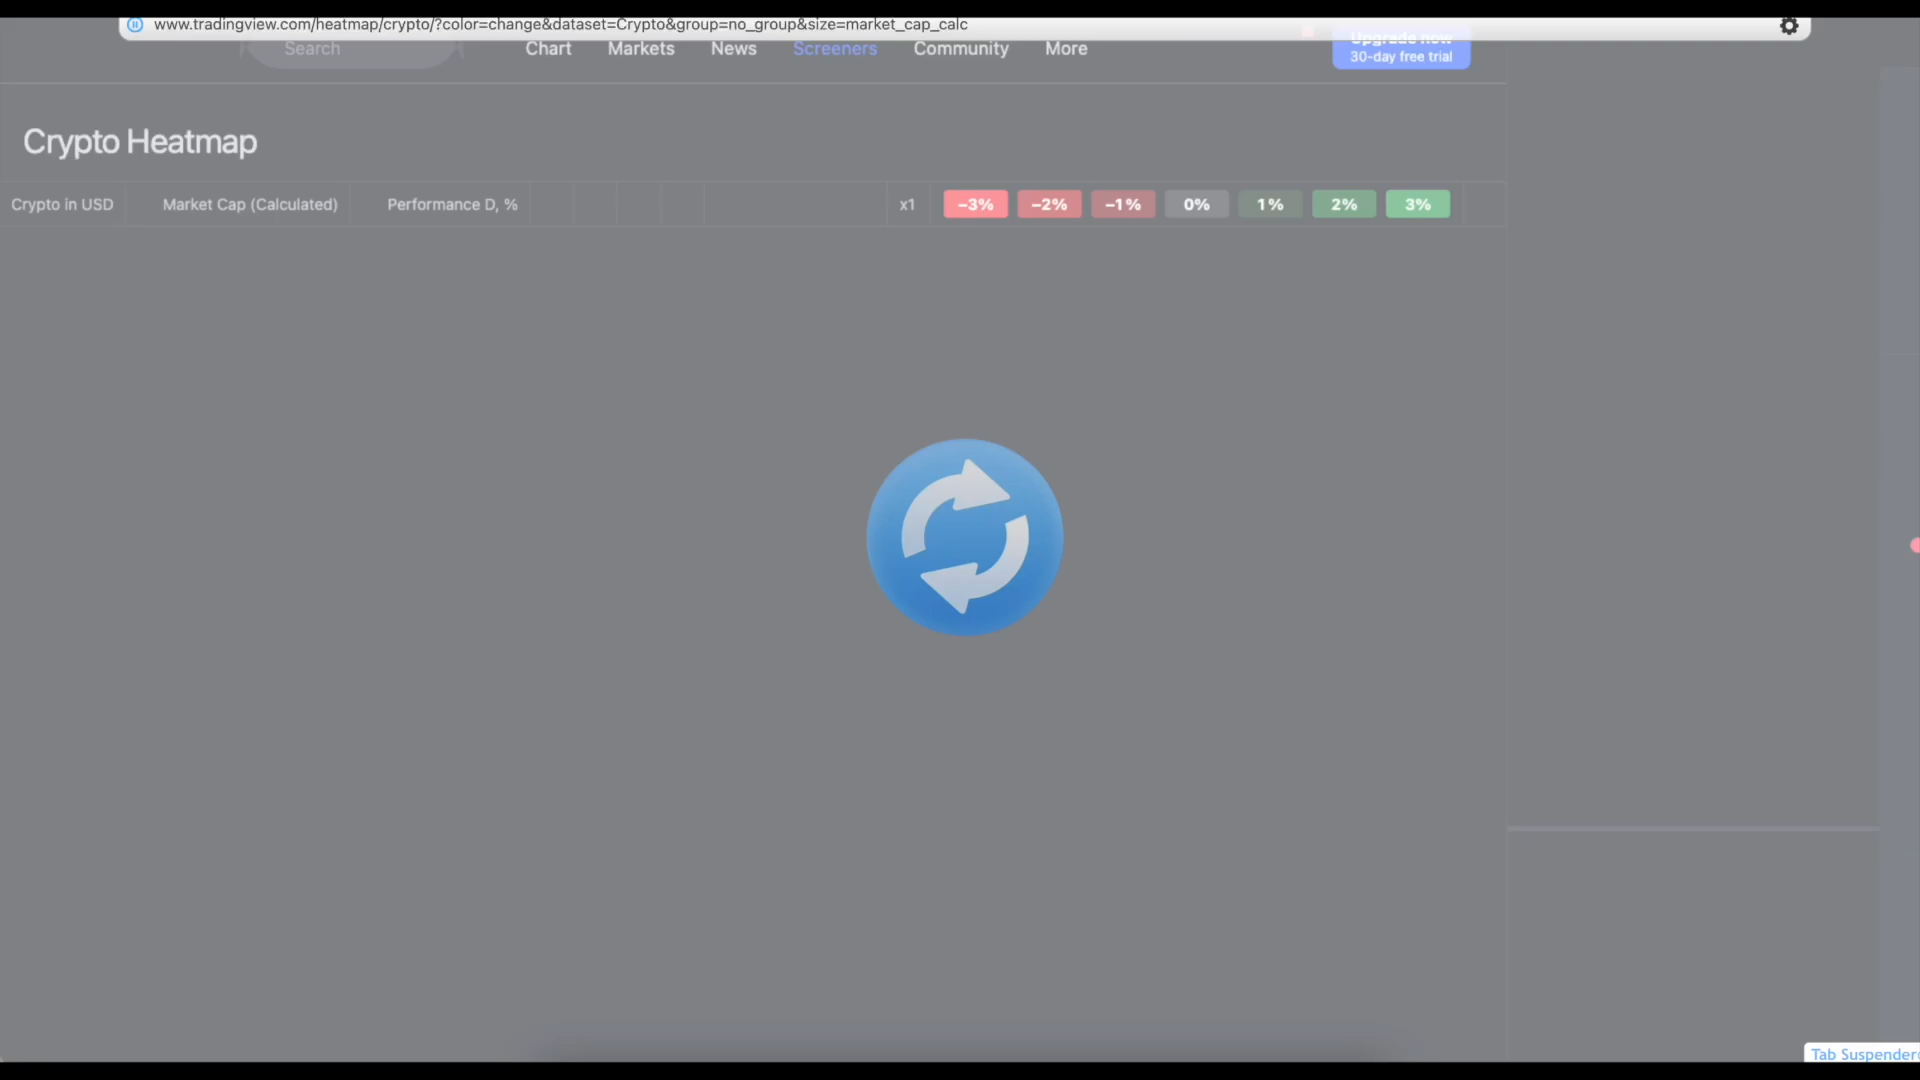 www.tradingview.com/heatmap/crypto/?color=change&dataset=Crypto&group=no_group&size=market_cap_calc
Search Chart Markets News Screeners Community More
Upgrade now
30-day free trial
Crypto Heatmap
Crypto in USD Market Cap (Calculated) Performance D, % x1 −3% −2% −1% 0% 1% 2% 3%
Tab Suspender